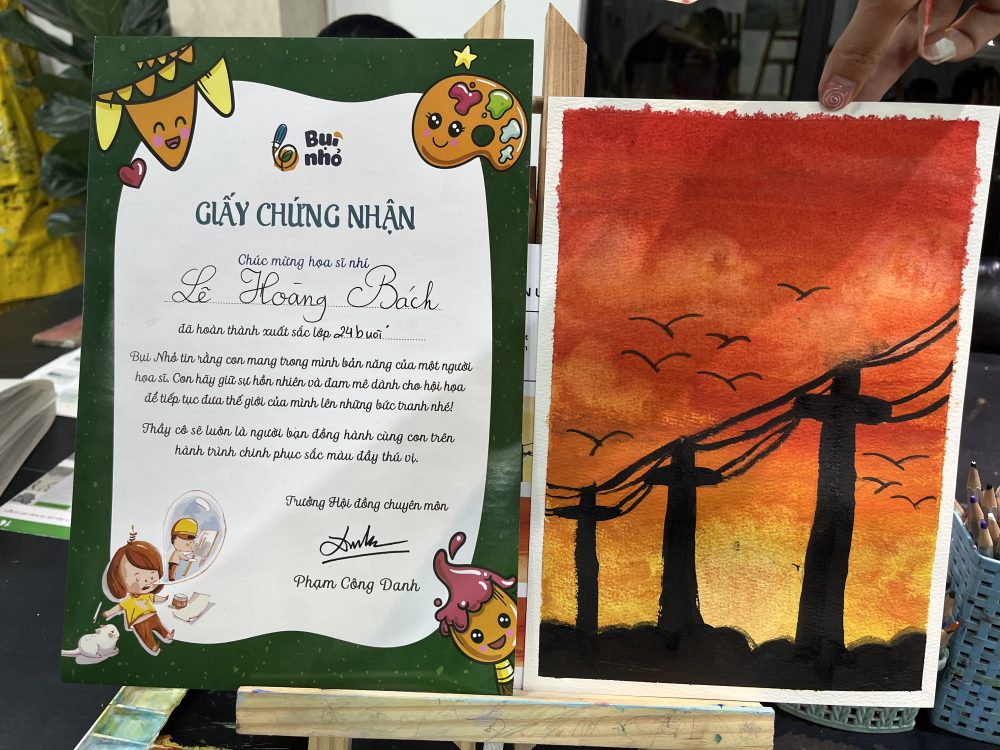 Bụi
nhỏ
GIẤY CHỨNG NHẬN
Chúc mừng họa sĩ nhí
Lê Hoàng Bách
đã hoàn thành xuất sắc lớp 24 buổi
Bụi Nhỏ tin rằng con mang trong mình bản năng của một người
họa sĩ. Con hãy giữ sự hồn nhiên và đam mê dành cho hội họa
để tiếp tục đưa thế giới của mình lên những bức tranh nhé!
Thầy cô sẽ luôn là người bạn đồng hành cùng con trên
hành trình chinh phục sắc màu đầy thú vị.
Trưởng Hội đồng chuyên môn
Phạm Công Danh